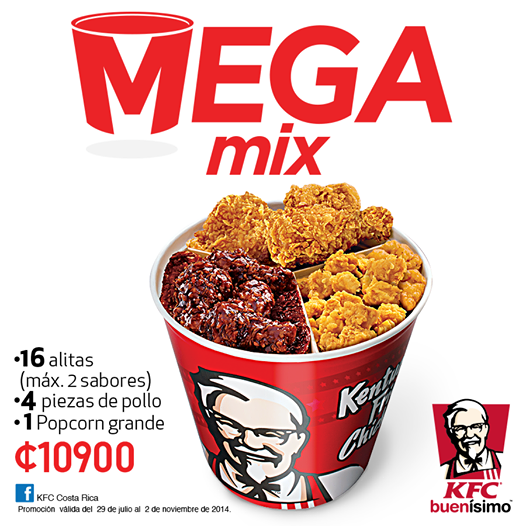 MEGA
mix
•16 alitas
(máx. 2 sabores)
•4 piezas de pollo
•1 Popcorn grande
₵10900
KFC Costa Rica
Promoción válida del 29 de julio al 2 de noviembre de 2014.
KFC
buenísimo